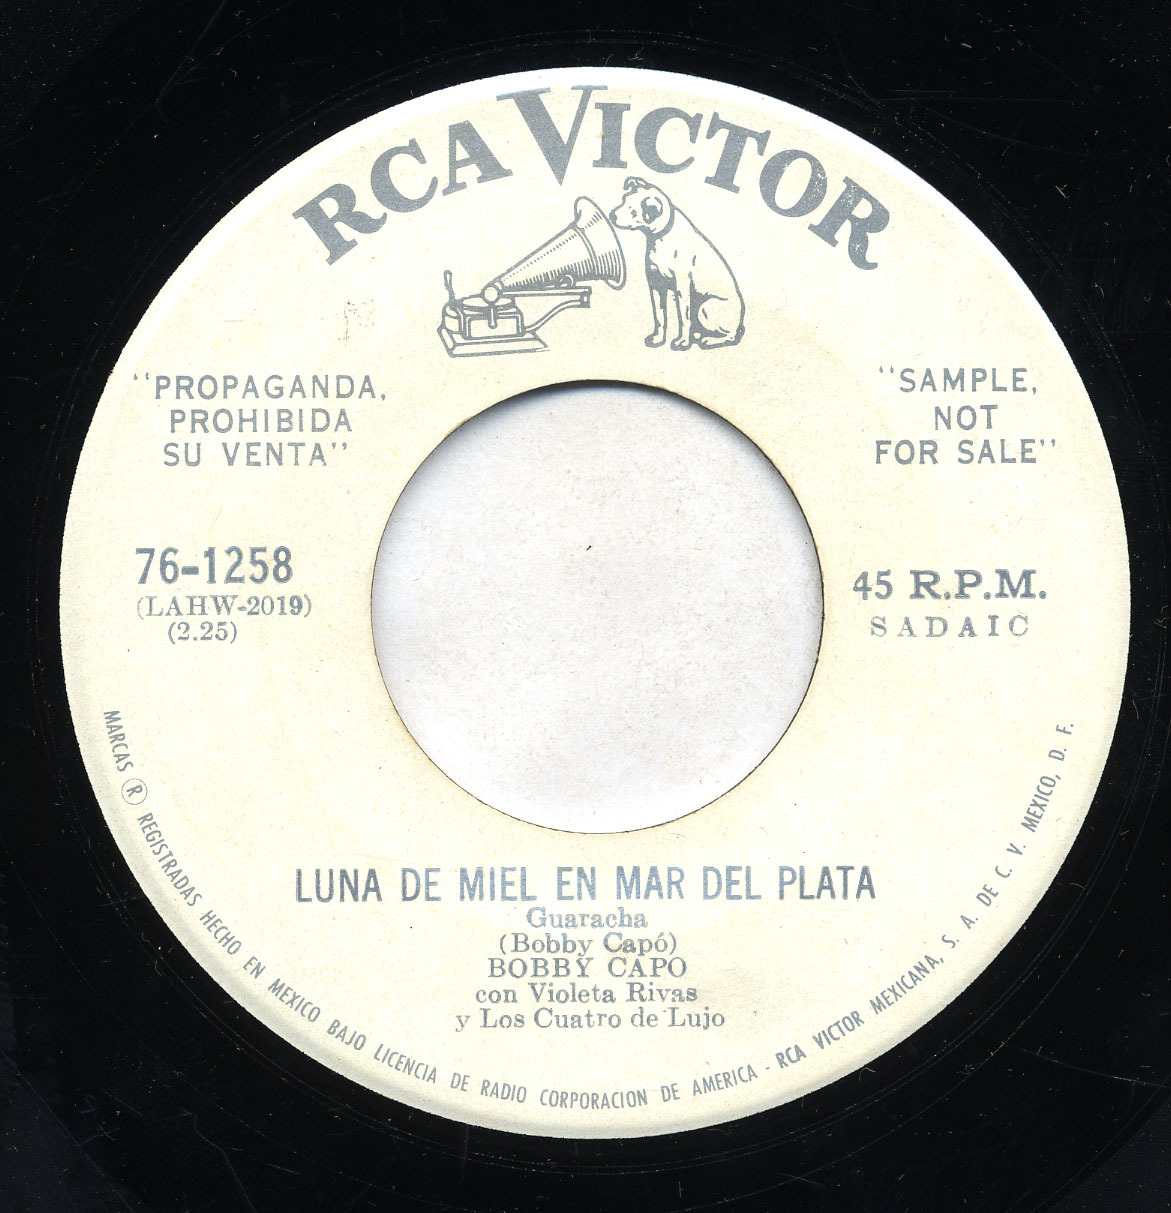 RCA VICTOR
"PROPAGANDA,
PROHIBIDA
SU VENTA"
"SAMPLE,
NOT
FOR SALE"
76-1258
(LAHW-2019)
(2.25)
45 R.P.M.
SADAIC
LUNA DE MIEL EN MAR DEL PLATA
Guaracha
(Bobby Capó)
BOBBY CAPO
con Violeta Rivas
y Los Cuatro de Lujo
MARCAS ® REGISTRADAS HECHO EN MEXICO BAJO LICENCIA DE RADIO CORPORACION DE AMERICA - RCA VICTOR MEXICANA, S. A. DE C. V. MEXICO, D. F.